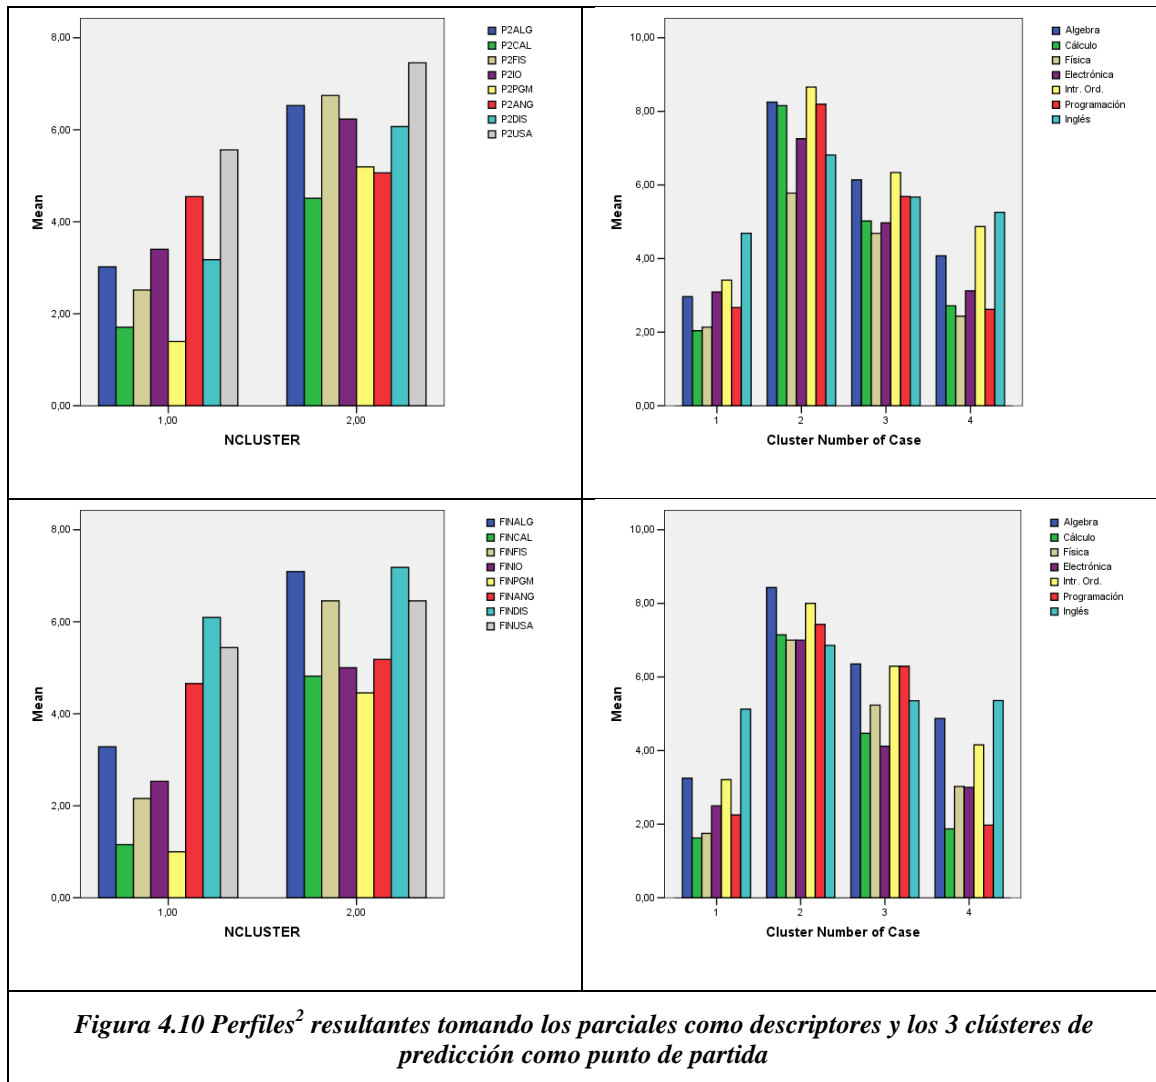 8,00
6,00
4,00
2,00
0,00
Mean
1,00
2,00
NCLUSTER
P2ALG
P2CAL
P2FIS
P2IO
P2PGM
P2ANG
P2DIS
P2USA
10,00
8,00
6,00
4,00
2,00
0,00
Mean
1
2
3
4
Cluster Number of Case
Algebra
Cálculo
Física
Electrónica
Intr. Ord.
Programación
Inglés
8,00
6,00
4,00
2,00
0,00
Mean
1,00
2,00
NCLUSTER
FINALG
FINCAL
FINFIS
FINIO
FINPGM
FINANG
FINDIS
FINUSA
10,00
8,00
6,00
4,00
2,00
0,00
Mean
1
2
3
4
Cluster Number of Case
Algebra
Cálculo
Física
Electrónica
Intr. Ord.
Programación
Inglés
Figura 4.10 Perfiles² resultantes tomando los parciales como descriptores y los 3 clústeres de
predicción como punto de partida